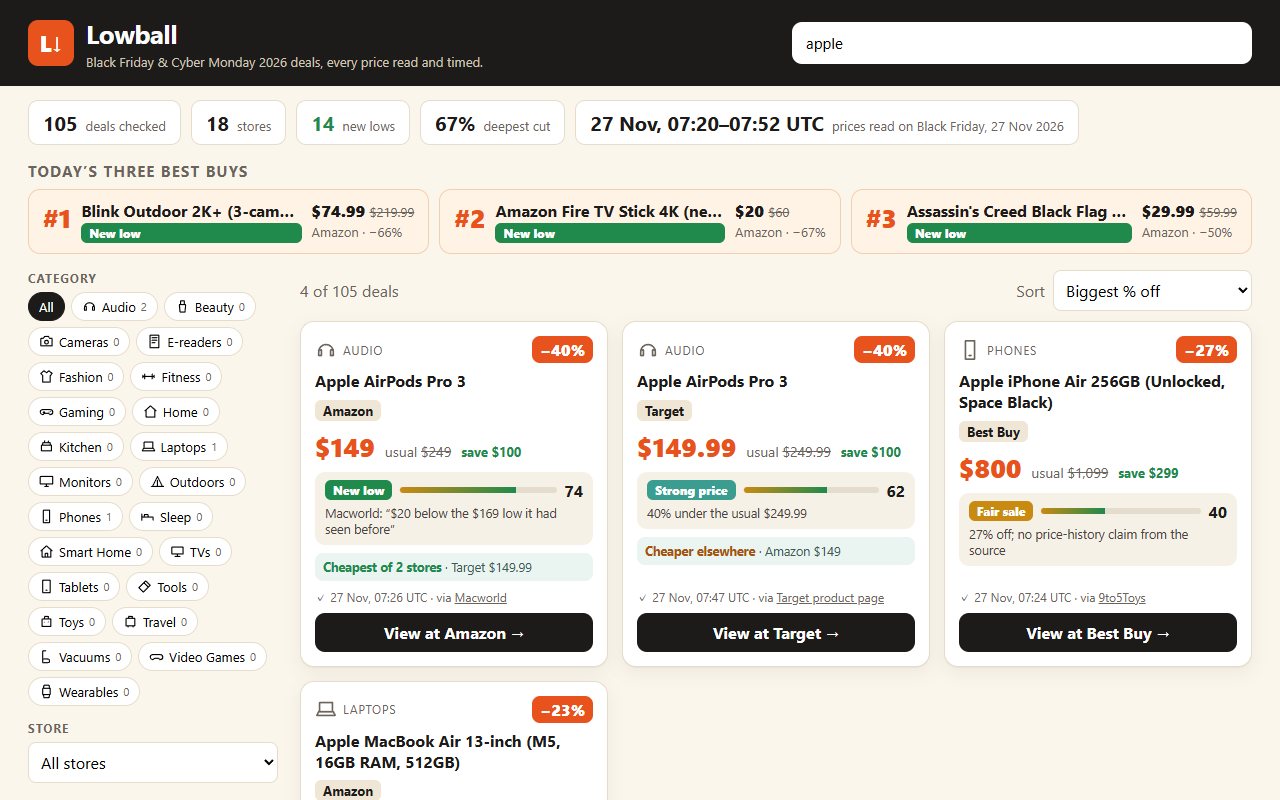 L↓
Lowball
Black Friday & Cyber Monday 2026 deals, every price read and timed.
apple
105 deals checked
18 stores
14 new lows
67% deepest cut
27 Nov, 07:20–07:52 UTC prices read on Black Friday, 27 Nov 2026
TODAY'S THREE BEST BUYS
#1
Blink Outdoor 2K+ (3-cam...
New low
$74.99 $219.99
Amazon · −66%
#2
Amazon Fire TV Stick 4K (ne...
New low
$20 $60
Amazon · −67%
#3
Assassin's Creed Black Flag ...
New low
$29.99 $59.99
Amazon · −50%
CATEGORY
All
Audio 2
Beauty 0
Cameras 0
E-readers 0
Fashion 0
Fitness 0
Gaming 0
Home 0
Kitchen 0
Laptops 1
Monitors 0
Outdoors 0
Phones 1
Sleep 0
Smart Home 0
TVs 0
Tablets 0
Tools 0
Toys 0
Travel 0
Vacuums 0
Video Games 0
Wearables 0
STORE
All stores
4 of 105 deals
Sort
Biggest % off
AUDIO
−40%
Apple AirPods Pro 3
Amazon
$149 usual $249 save $100
New low
74
Macworld: “$20 below the $169 low it had
seen before”
Cheapest of 2 stores · Target $149.99
✓ 27 Nov, 07:26 UTC · via Macworld
View at Amazon →
AUDIO
−40%
Apple AirPods Pro 3
Target
$149.99 usual $249.99 save $100
Strong price
62
40% under the usual $249.99
Cheaper elsewhere · Amazon $149
✓ 27 Nov, 07:47 UTC · via Target product page
View at Target →
PHONES
−27%
Apple iPhone Air 256GB (Unlocked,
Space Black)
Best Buy
$800 usual $1,099 save $299
Fair sale
40
27% off; no price-history claim from the
source
✓ 27 Nov, 07:24 UTC · via 9to5Toys
View at Best Buy →
LAPTOPS
−23%
Apple MacBook Air 13-inch (M5,
16GB RAM, 512GB)
Amazon